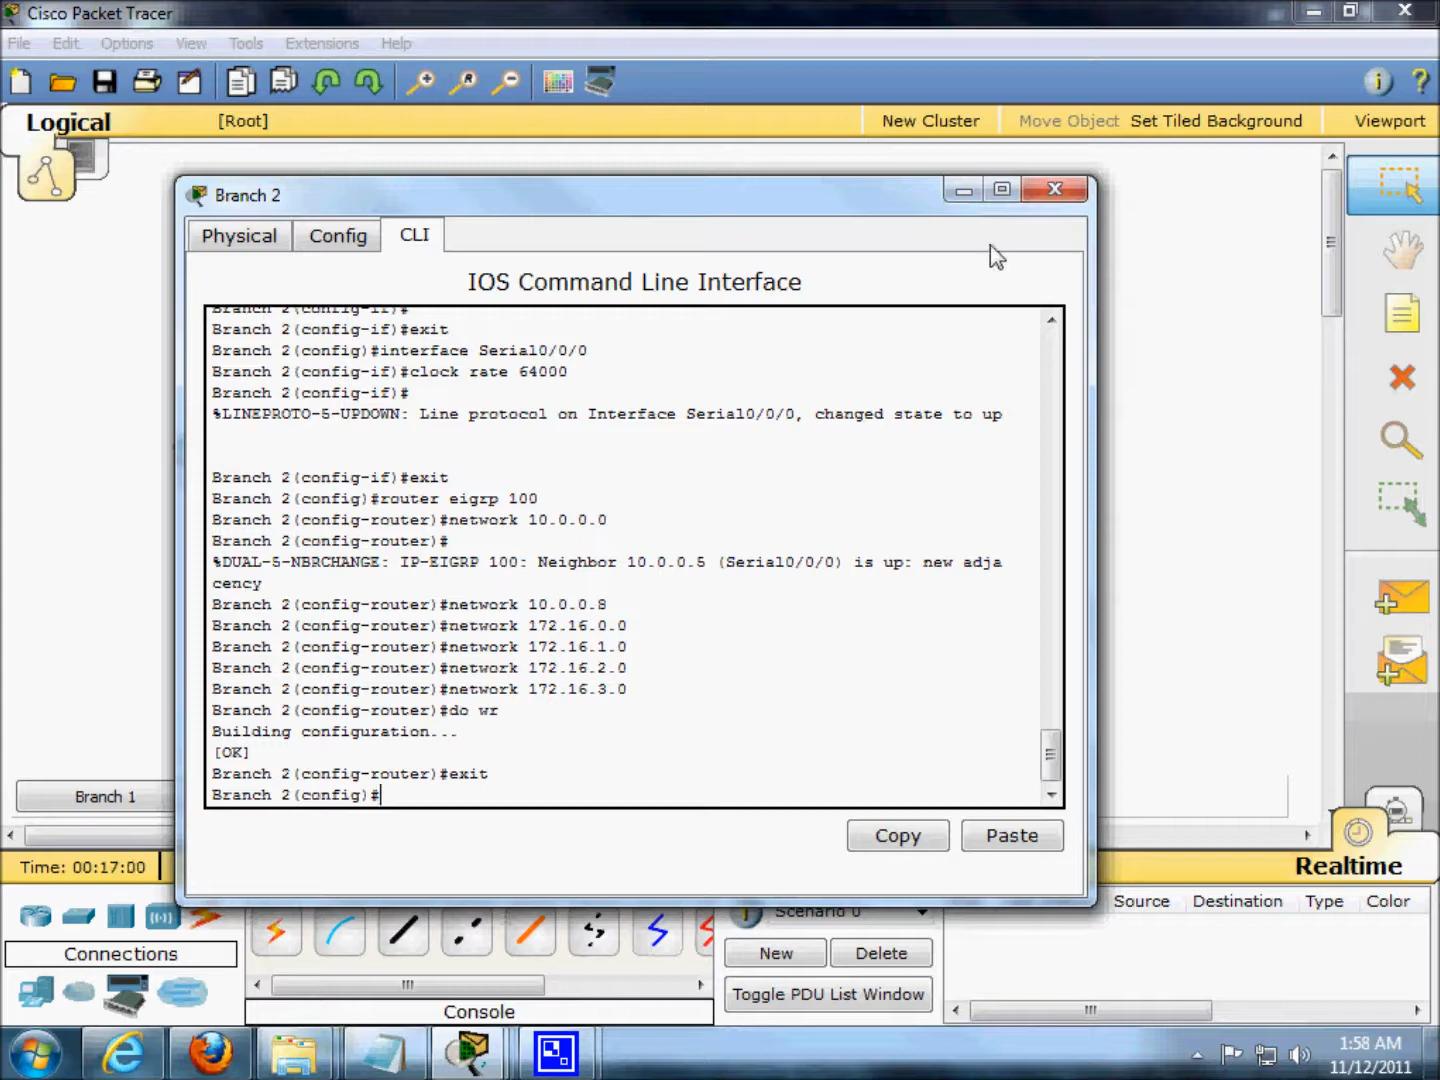 Cisco Packet Tracer
File Edit Options View Tools Extensions Help
Logical [Root] New Cluster Move Object Set Tiled Background Viewport
Branch 2
Physical Config CLI
IOS Command Line Interface
Branch 2(config-if)#
Branch 2(config-if)#exit
Branch 2(config)#interface Serial0/0/0
Branch 2(config-if)#clock rate 64000
Branch 2(config-if)#
%LINEPROTO-5-UPDOWN: Line protocol on Interface Serial0/0/0, changed state to up
Branch 2(config-if)#exit
Branch 2(config)#router eigrp 100
Branch 2(config-router)#network 10.0.0.0
Branch 2(config-router)#
%DUAL-5-NBRCHANGE: IP-EIGRP 100: Neighbor 10.0.0.5 (Serial0/0/0) is up: new adja
cency
Branch 2(config-router)#network 10.0.0.8
Branch 2(config-router)#network 172.16.0.0
Branch 2(config-router)#network 172.16.1.0
Branch 2(config-router)#network 172.16.2.0
Branch 2(config-router)#network 172.16.3.0
Branch 2(config-router)#do wr
Building configuration...
[OK]
Branch 2(config-router)#exit
Branch 2(config)#
Copy Paste
Branch 1
Time: 00:17:00 Realtime
Scenario 0 Source Destination Type Color
Connections New Delete
Toggle PDU List Window
Console
1:58 AM
11/12/2011